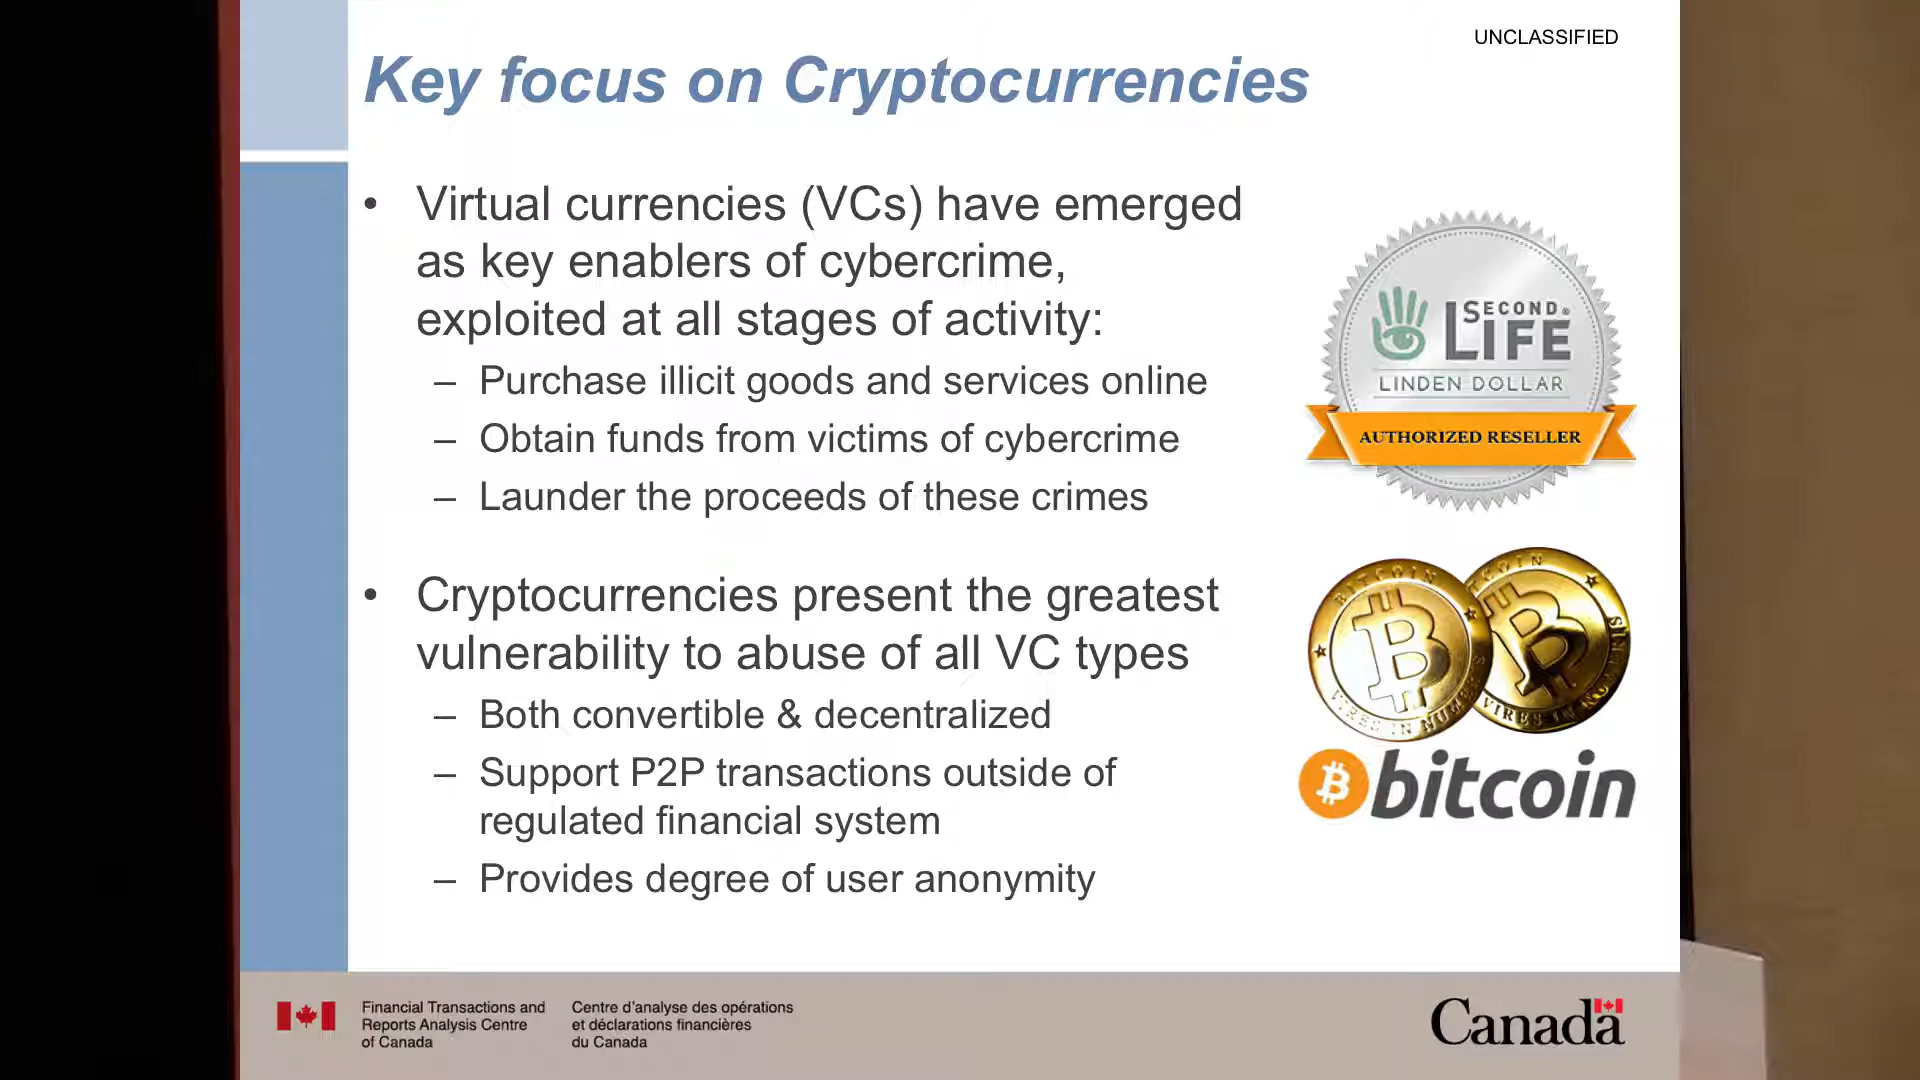 UNCLASSIFIED
Key focus on Cryptocurrencies
• Virtual currencies (VCs) have emerged
as key enablers of cybercrime,
exploited at all stages of activity:
– Purchase illicit goods and services online
– Obtain funds from victims of cybercrime
– Launder the proceeds of these crimes
• Cryptocurrencies present the greatest
vulnerability to abuse of all VC types
– Both convertible & decentralized
– Support P2P transactions outside of
regulated financial system
– Provides degree of user anonymity
SECOND
LIFE
LINDEN DOLLAR
AUTHORIZED RESELLER
BITCOIN
VIRES IN NUMERIS
bitcoin
Financial Transactions and
Reports Analysis Centre
of Canada
Centre d'analyse des opérations
et déclarations financières
du Canada
Canada